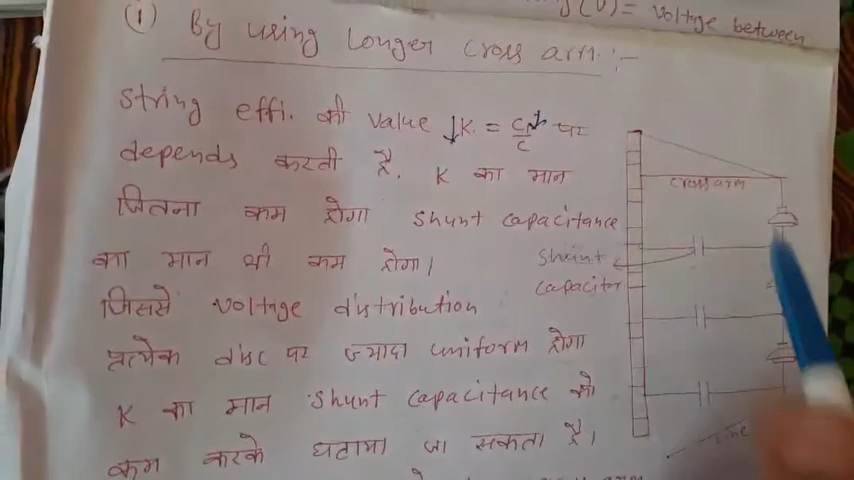 (V) = voltage between
(i) By using longer cross arm :-
string effi. की value ↓K = C₁↓/C पर
depends करती है. K का मान
जितना कम होगा shunt capacitance
का मान भी कम होगा।
जिससे voltage distribution
प्रत्येक disc पर ज्यादा uniform होगा
K का मान shunt capacitance को
कम करके घटाया जा सकता है।
cross arm
shunt
capacitor
line